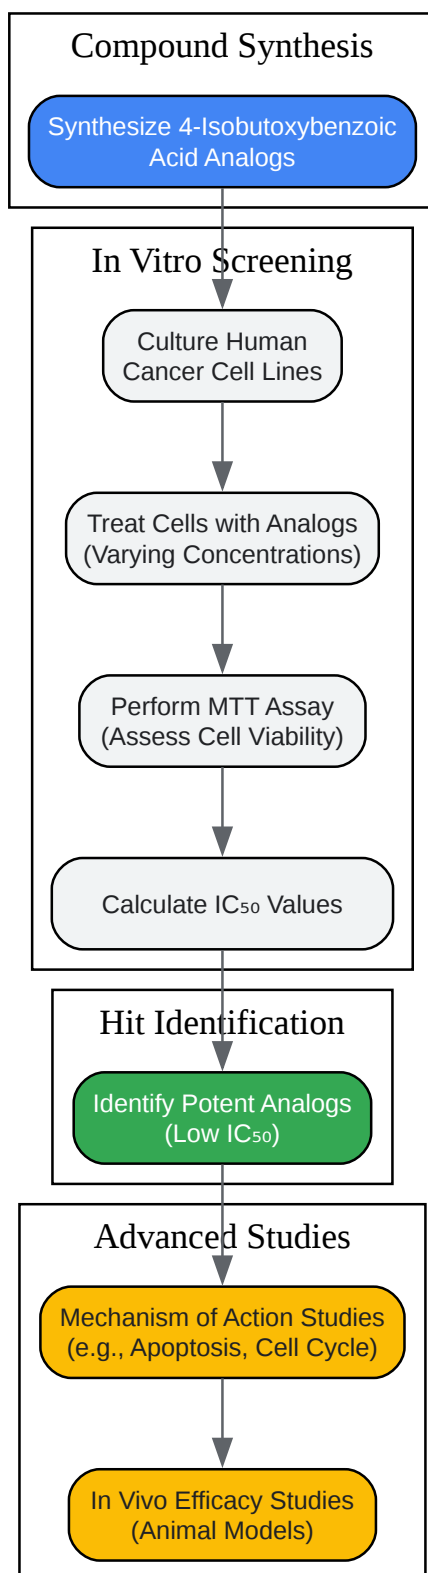 Compound Synthesis
Synthesize 4-Isobutoxybenzoic
Acid Analogs
In Vitro Screening
Culture Human
Cancer Cell Lines
Treat Cells with Analogs
(Varying Concentrations)
Perform MTT Assay
(Assess Cell Viability)
Calculate IC₅₀ Values
Hit Identification
Identify Potent Analogs
(Low IC₅₀)
Advanced Studies
Mechanism of Action Studies
(e.g., Apoptosis, Cell Cycle)
In Vivo Efficacy Studies
(Animal Models)